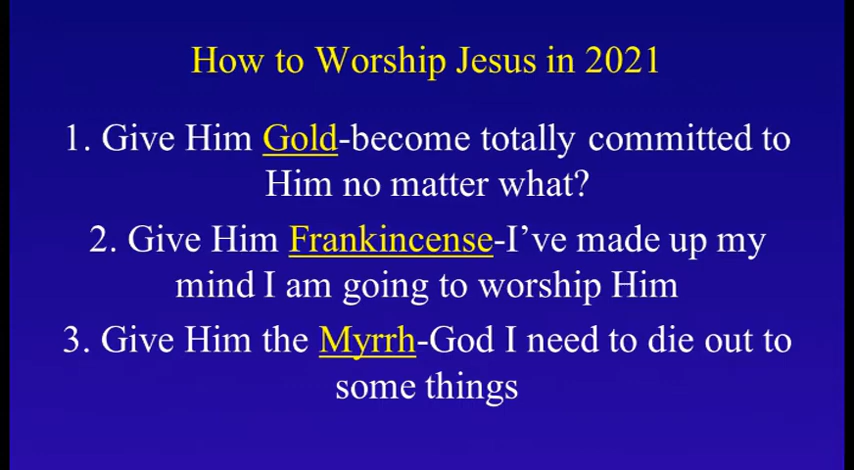 How to Worship Jesus in 2021
1. Give Him Gold-become totally committed to
Him no matter what?
2. Give Him Frankincense-I’ve made up my
mind I am going to worship Him
3. Give Him the Myrrh-God I need to die out to
some things